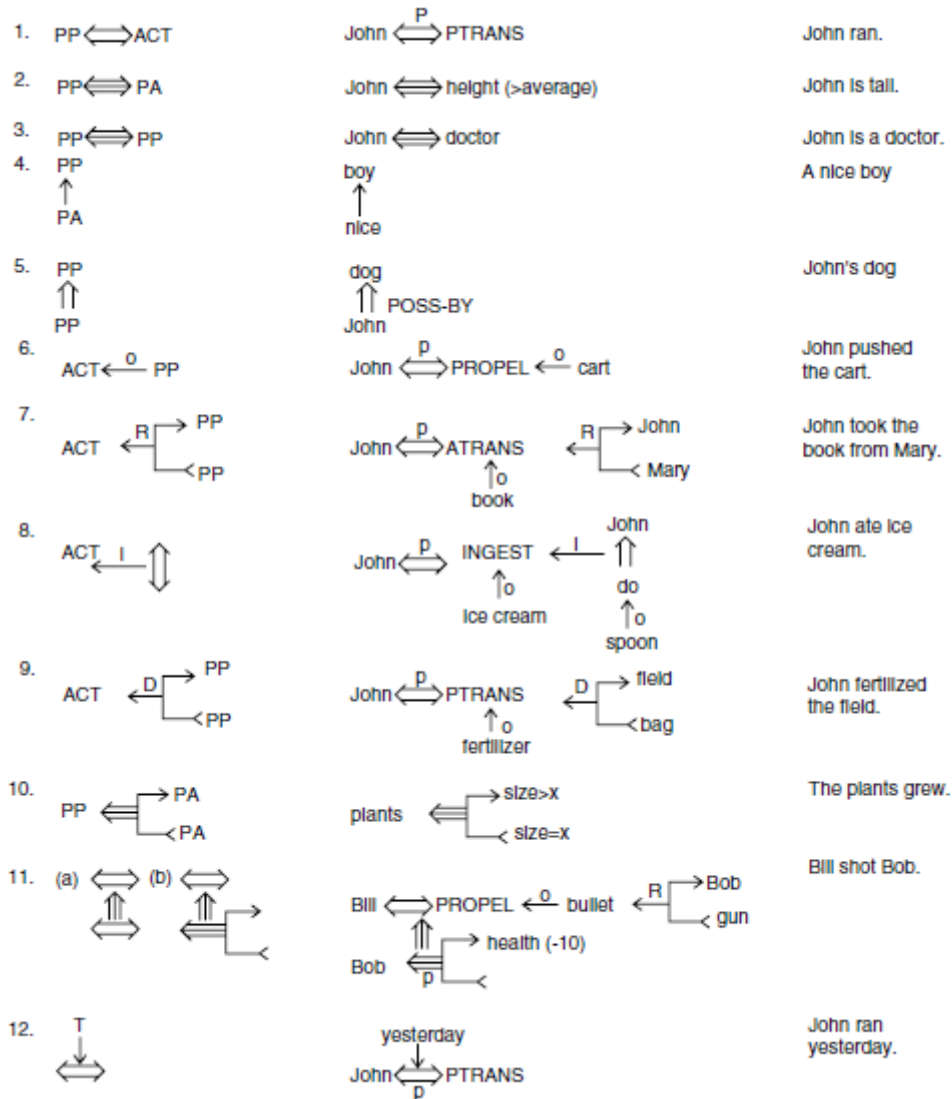 1. PP ACT John P PTRANS John ran.
2. PP PA John height (>average) John is tall.
3. PP PP John doctor John is a doctor.
4. PP boy A nice boy
PA nice
5. PP dog John's dog
POSS-BY
PP John
6. ACT o PP John p PROPEL o cart John pushed
the cart.
7. ACT R PP PP John p ATRANS R John Mary John took the
book from Mary.
o
book
8. ACT I John p INGEST I John John ate ice
cream.
o do
ice cream o
spoon
9. ACT D PP PP John p PTRANS D field bag John fertilized
the field.
o
fertilizer
10. PP PA PA plants size>x size=x The plants grew.
11. (a) (b) Bill PROPEL o bullet R Bob gun Bill shot Bob.
Bob p health (-10)
12. T yesterday John ran
yesterday.
John p PTRANS